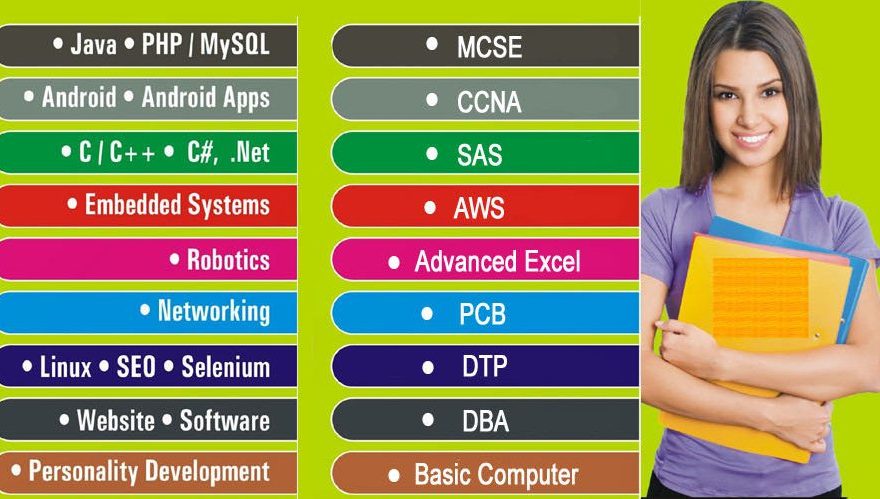 • Java • PHP / MySQL
• Android • Android Apps
• C / C++ • C#, .Net
• Embedded Systems
• Robotics
• Networking
• Linux • SEO • Selenium
• Website • Software
• Personality Development
• MCSE
• CCNA
• SAS
• AWS
• Advanced Excel
• PCB
• DTP
• DBA
• Basic Computer